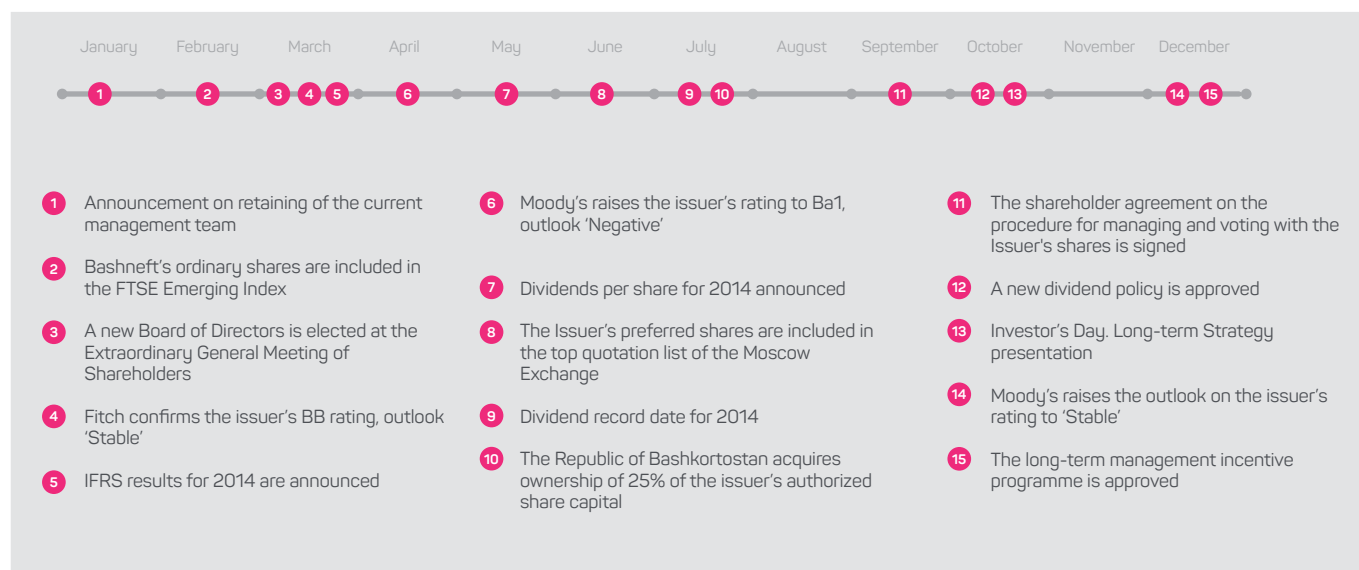 January February March April May June July August September October November December
1 2 3 4 5 6 7 8 9 10 11 12 13 14 15
1 Announcement on retaining of the current
management team
2 Bashneft's ordinary shares are included in
the FTSE Emerging Index
3 A new Board of Directors is elected at the
Extraordinary General Meeting of
Shareholders
4 Fitch confirms the issuer's BB rating, outlook
'Stable'
5 IFRS results for 2014 are announced
6 Moody's raises the issuer's rating to Ba1,
outlook 'Negative'
7 Dividends per share for 2014 announced
8 The Issuer's preferred shares are included in
the top quotation list of the Moscow
Exchange
9 Dividend record date for 2014
10 The Republic of Bashkortostan acquires
ownership of 25% of the issuer's authorized
share capital
11 The shareholder agreement on the
procedure for managing and voting with the
Issuer's shares is signed
12 A new dividend policy is approved
13 Investor's Day. Long-term Strategy
presentation
14 Moody's raises the outlook on the issuer's
rating to 'Stable'
15 The long-term management incentive
programme is approved